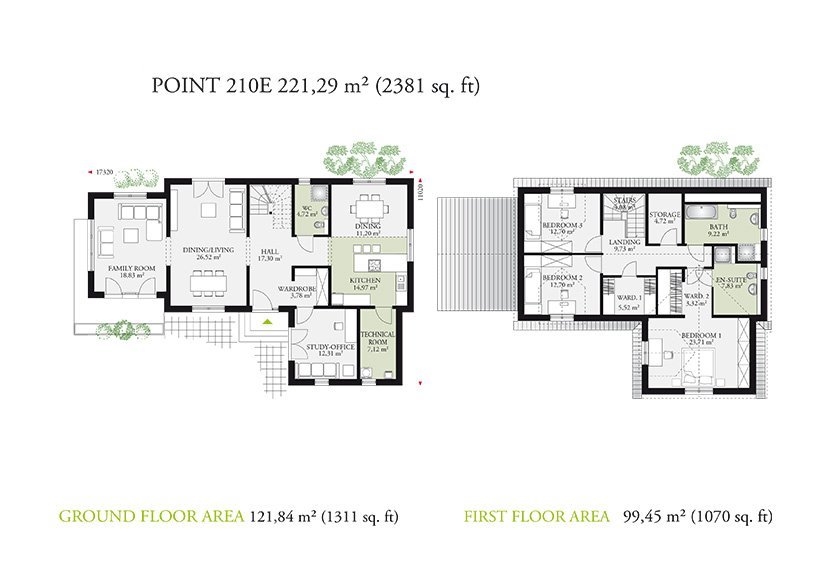 POINT 210E 221,29 m² (2381 sq. ft)
17320
11020
WC
4,72 m²
DINING
11,20 m²
DINING/LIVING
26,52 m²
HALL
17,30 m²
FAMILY ROOM
18,83 m²
KITCHEN
14,97 m²
WARDROBE
3,78 m²
STUDY-OFFICE
12,31 m²
TECHNICAL
ROOM
7,12 m²
STAIRS
BEDROOM 3
12,70 m²
LANDING
9,73 m²
STORAGE
4,72 m²
BATH
9,22 m²
BEDROOM 2
12,70 m²
WARD. 1
5,52 m²
WARD. 2
5,32 m²
EN-SUITE
7,83 m²
BEDROOM 1
23,71 m²
GROUND FLOOR AREA 121,84 m² (1311 sq. ft)
FIRST FLOOR AREA 99,45 m² (1070 sq. ft)